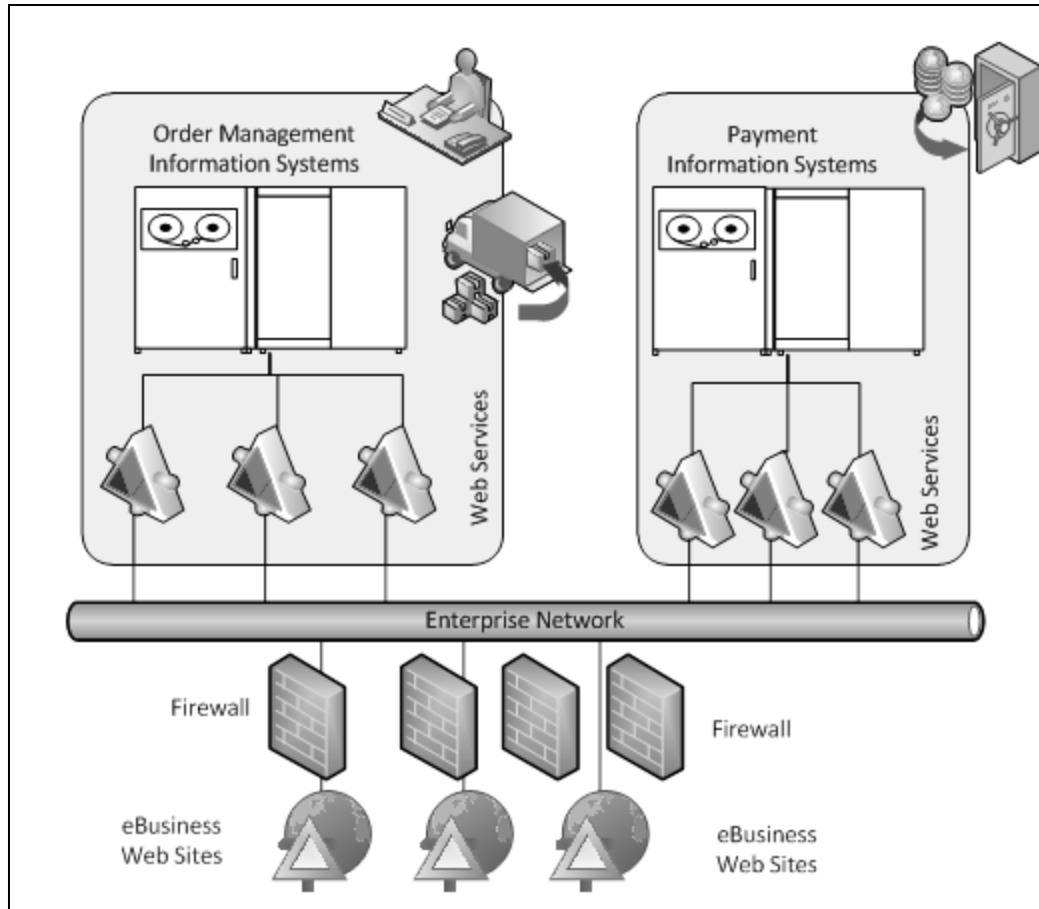 Order Management
Information Systems
Payment
Information Systems
Web Services
Web Services
Enterprise Network
Firewall
Firewall
eBusiness
Web Sites
eBusiness
Web Sites